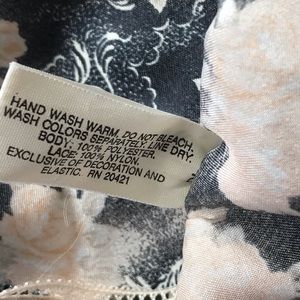 HAND WASH WARM. DO NOT BLEACH.
WASH COLORS SEPARATELY. LINE DRY.
BODY: 100% POLYESTER.
LACE: 100% NYLON.
EXCLUSIVE OF DECORATION AND
ELASTIC. RN 20421